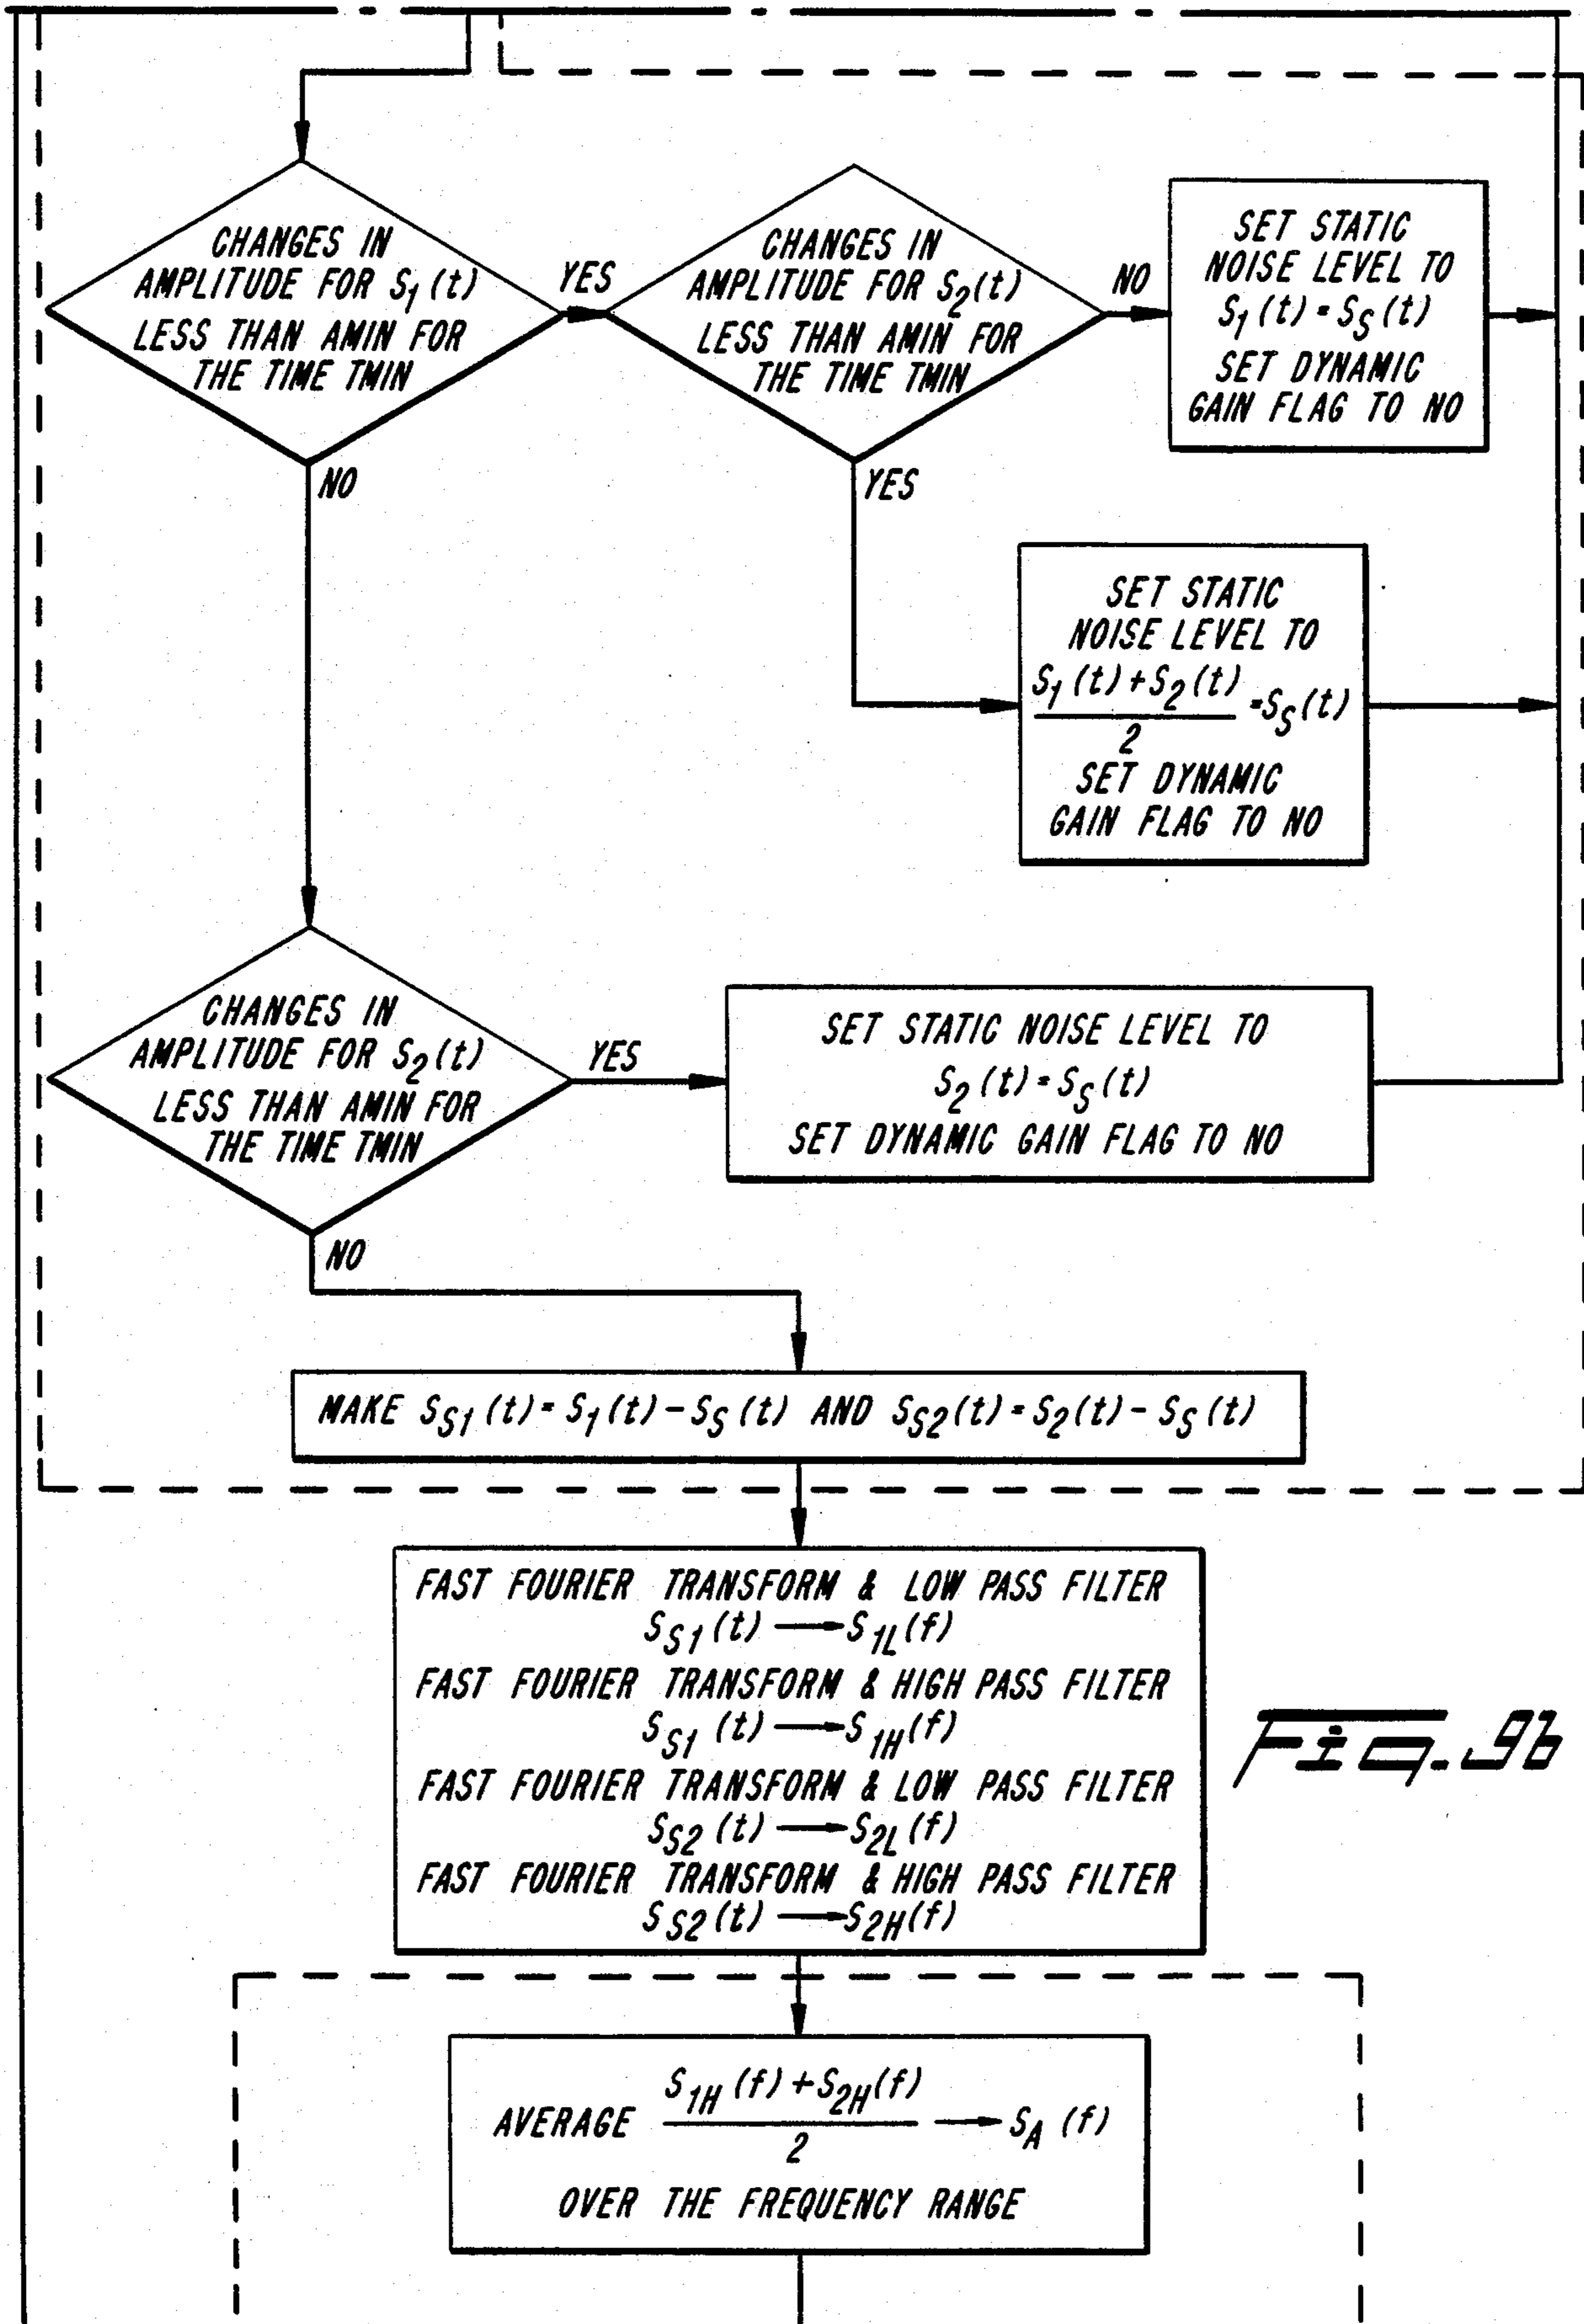 CHANGES IN
AMPLITUDE FOR S1(t)
LESS THAN AMIN FOR
THE TIME TMIN
YES
NO
CHANGES IN
AMPLITUDE FOR S2(t)
LESS THAN AMIN FOR
THE TIME TMIN
NO
YES
SET STATIC
NOISE LEVEL TO
S1(t)=SS(t)
SET DYNAMIC
GAIN FLAG TO NO
SET STATIC
NOISE LEVEL TO
S1(t)+S2(t)
=SS(t)
2
SET DYNAMIC
GAIN FLAG TO NO
CHANGES IN
AMPLITUDE FOR S2(t)
LESS THAN AMIN FOR
THE TIME TMIN
YES
NO
SET STATIC NOISE LEVEL TO
S2(t)=SS(t)
SET DYNAMIC GAIN FLAG TO NO
MAKE SS1(t)=S1(t)-SS(t) AND SS2(t)=S2(t)-SS(t)
FAST FOURIER TRANSFORM & LOW PASS FILTER
SS1(t)→S1L(f)
FAST FOURIER TRANSFORM & HIGH PASS FILTER
SS1(t)→S1H(f)
FAST FOURIER TRANSFORM & LOW PASS FILTER
SS2(t)→S2L(f)
FAST FOURIER TRANSFORM & HIGH PASS FILTER
SS2(t)→S2H(f)
Fig. 9b
S1H(f)+S2H(f)
AVERAGE → SA(f)
2
OVER THE FREQUENCY RANGE